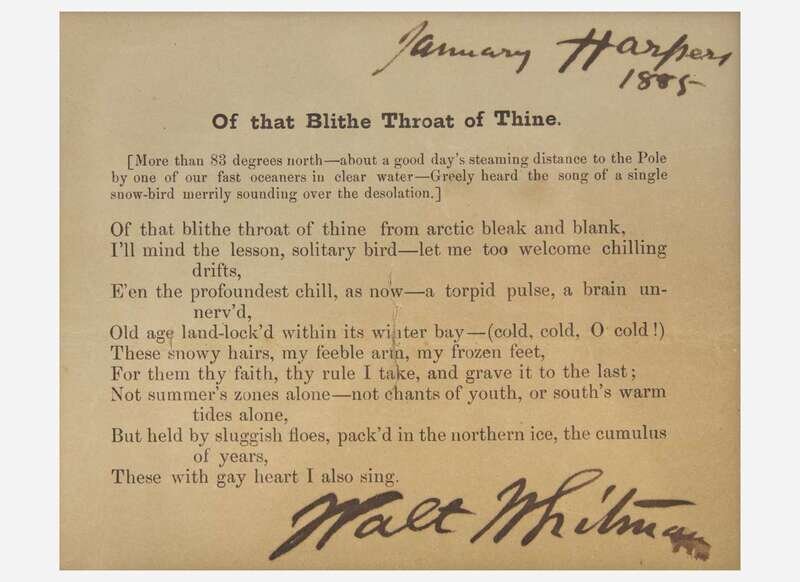 January Harpers
1885
Of that Blithe Throat of Thine.
[More than 83 degrees north—about a good day's steaming distance to the Pole
by one of our fast oceaners in clear water—Greely heard the song of a single
snow-bird merrily sounding over the desolation.]
Of that blithe throat of thine from arctic bleak and blank,
I'll mind the lesson, solitary bird—let me too welcome chilling
drifts,
E'en the profoundest chill, as now—a torpid pulse, a brain un-
nerv'd,
Old age land-lock'd within its winter bay—(cold, cold, O cold!)
These snowy hairs, my feeble arm, my frozen feet,
For them thy faith, thy rule I take, and grave it to the last;
Not summer's zones alone—not chants of youth, or south's warm
tides alone,
But held by sluggish floes, pack'd in the northern ice, the cumulus
of years,
These with gay heart I also sing.
Walt Whitman